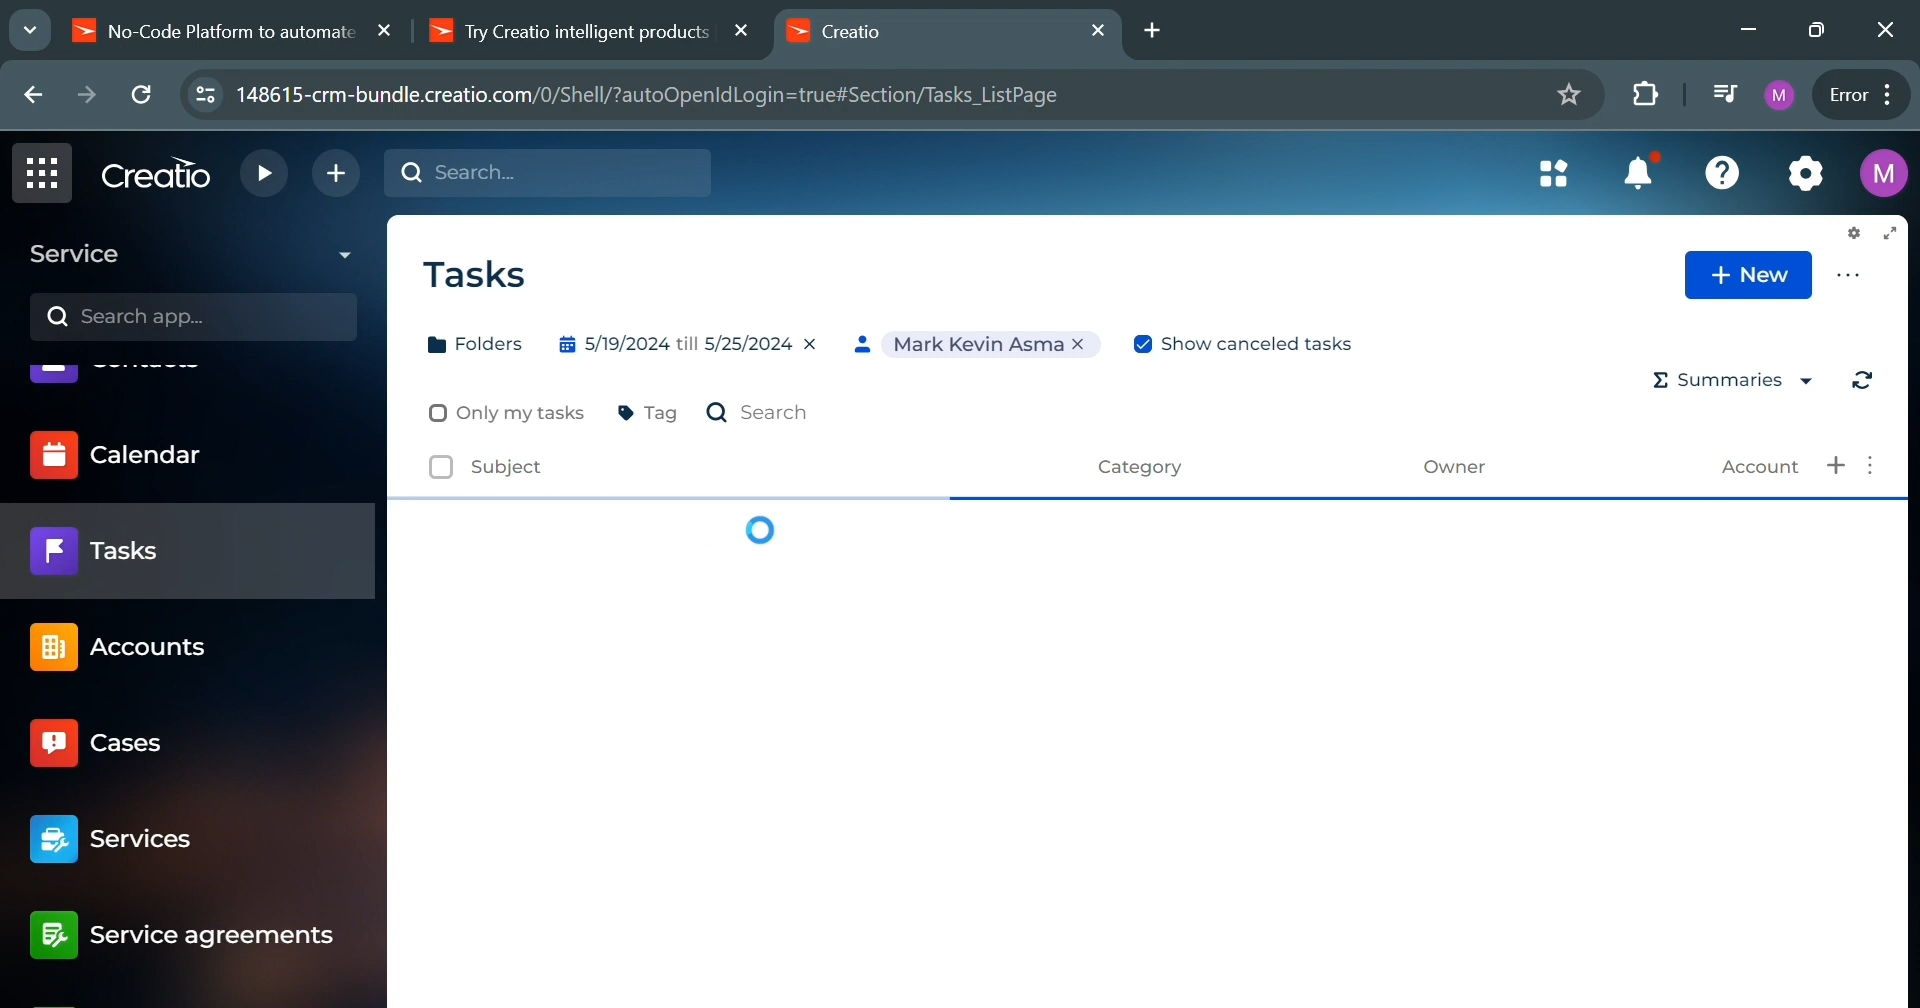 No-Code Platform to automate
Try Creatio intelligent products
Creatio
148615-crm-bundle.creatio.com/0/Shell/?autoOpenIdLogin=true#Section/Tasks_ListPage
M
Error
Creatio
Search...
M
Service
Search app...
Contacts
Calendar
Tasks
Accounts
Cases
Services
Service agreements
Tasks
New
Folders
5/19/2024 till 5/25/2024
Mark Kevin Asma
Show canceled tasks
Summaries
Only my tasks
Tag
Search
Subject
Category
Owner
Account